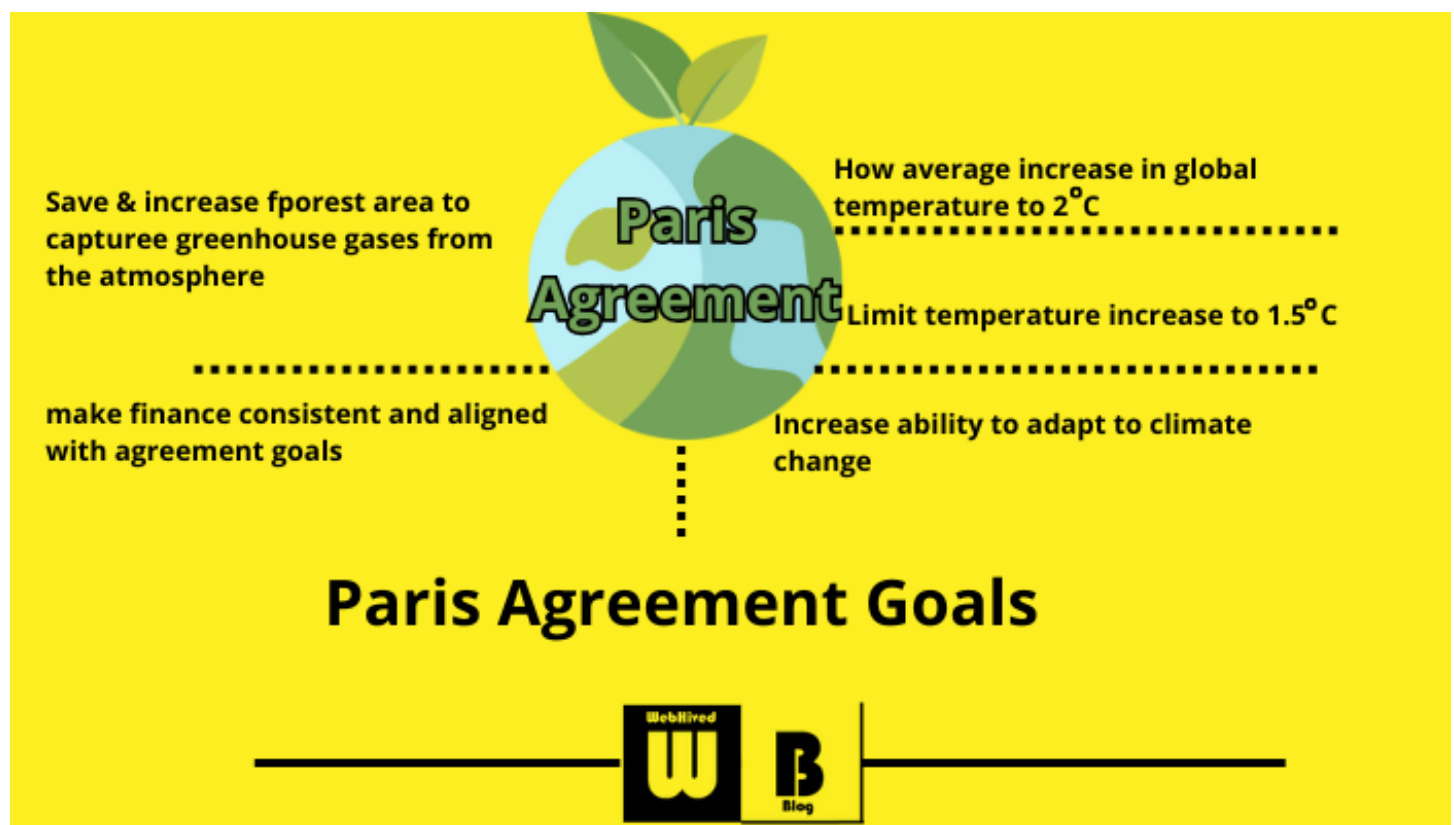 Paris
Agreement
Save & increase fporest area to
capturee greenhouse gases from
the atmosphere
make finance consistent and aligned
with agreement goals
How average increase in global
temperature to 2°C
Limit temperature increase to 1.5°C
Increase ability to adapt to climate
change
Paris Agreement Goals
WebHived
W
B
Blog